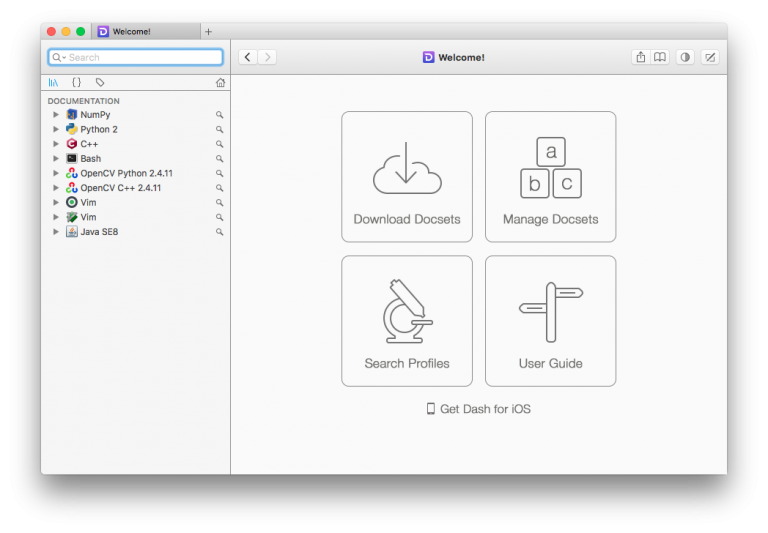 Welcome!
Search
Welcome!
DOCUMENTATION
NumPy
Python 2
C++
Bash
OpenCV Python 2.4.11
OpenCV C++ 2.4.11
Vim
Vim
Java SE8
Download Docsets
a
b c
Manage Docsets
Search Profiles
User Guide
Get Dash for iOS